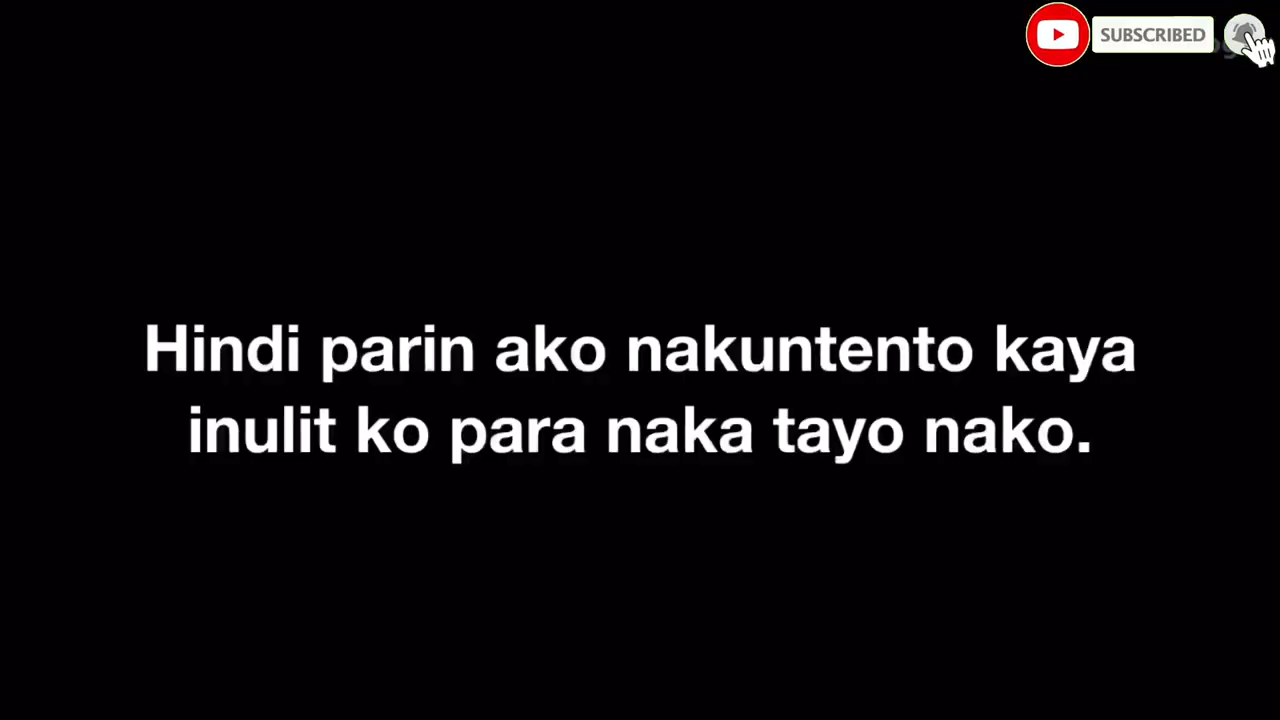 SUBSCRIBED
Hindi parin ako nakuntento kaya
inulit ko para naka tayo nako.